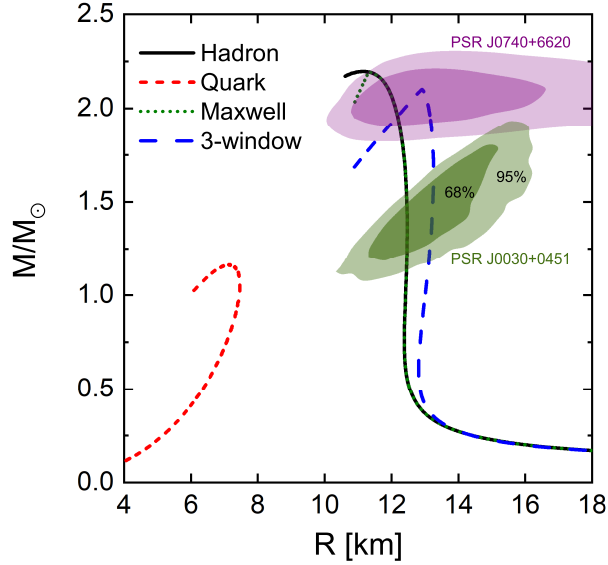 2.5
2.0
1.5
1.0
0.5
0.0
M/M☉
Hadron
Quark
Maxwell
3-window
PSR J0740+6620
95%
68%
PSR J0030+0451
4 6 8 10 12 14 16 18
R [km]